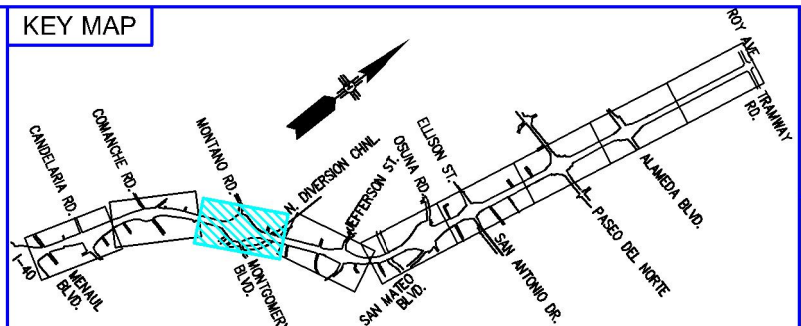 KEY MAP
CANDELARIA RD.
COMANCHE RD.
MONTANO RD.
N. DIVERSION CHNL.
JEFFERSON ST.
OSUNA RD.
ELLISON ST.
ROY AVE
TRAMWAY
RD.
ALAMEDA BLVD.
PASEO DEL NORTE
SAN ANTONIO DR.
SAN MATEO
BLVD.
MONTGOMERY
BLVD.
MENAUL
BLVD.
I-40